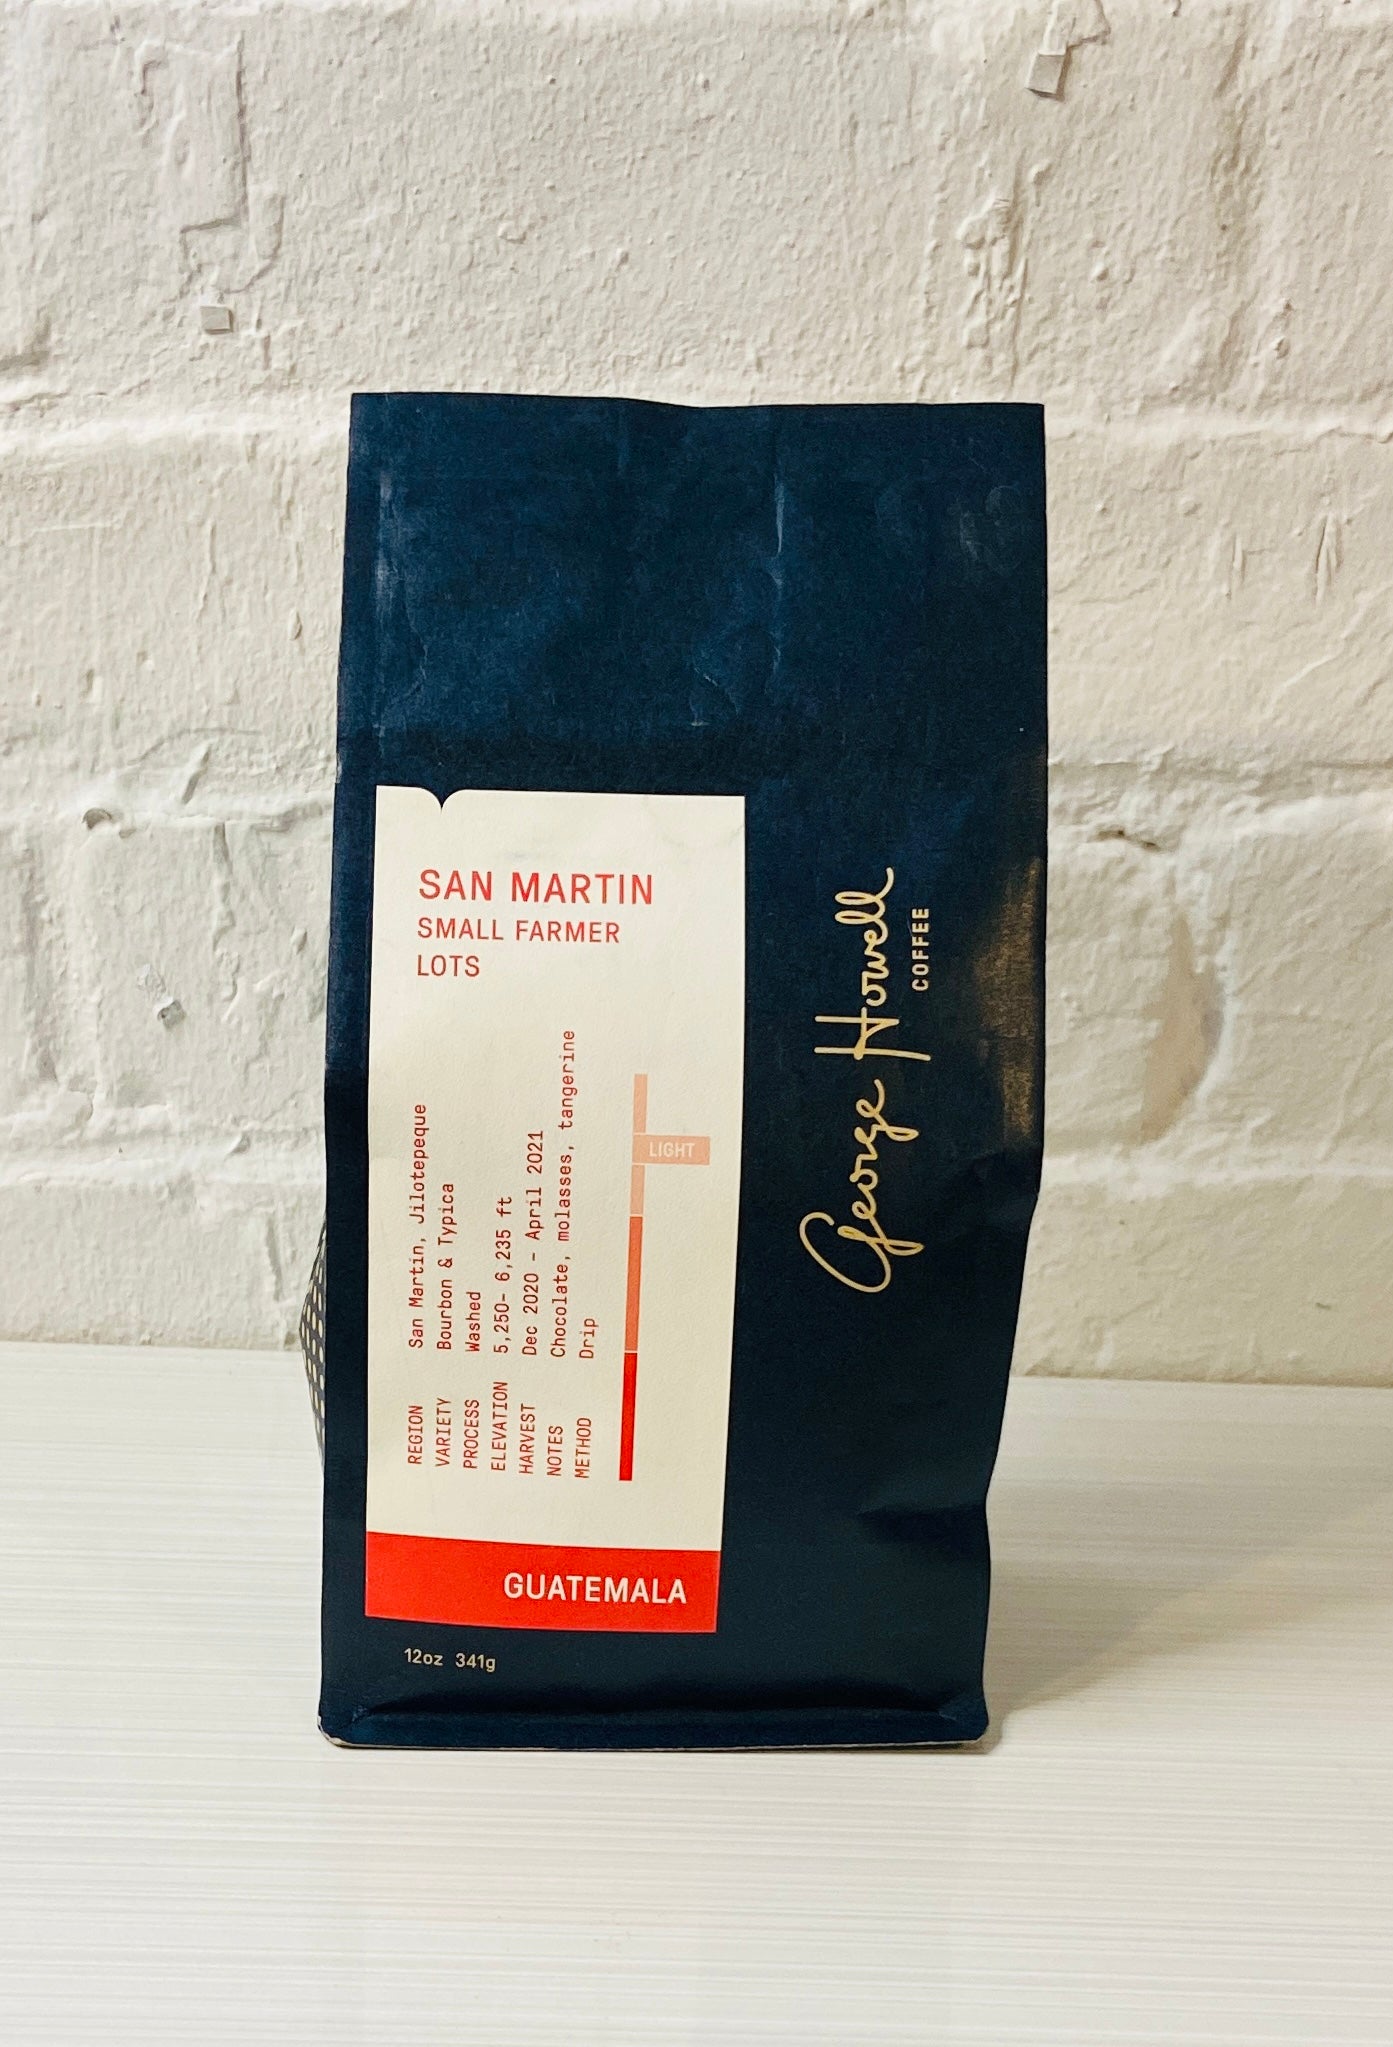 SAN MARTIN
SMALL FARMER
LOTS
REGION San Martin, Jilotepeque
VARIETY Bourbon & Typica
PROCESS Washed
ELEVATION 5,250- 6,235 ft
HARVEST Dec 2020 - April 2021
NOTES Chocolate, molasses, tangerine
METHOD Drip
LIGHT
GUATEMALA
12oz 341g
George Howell
COFFEE